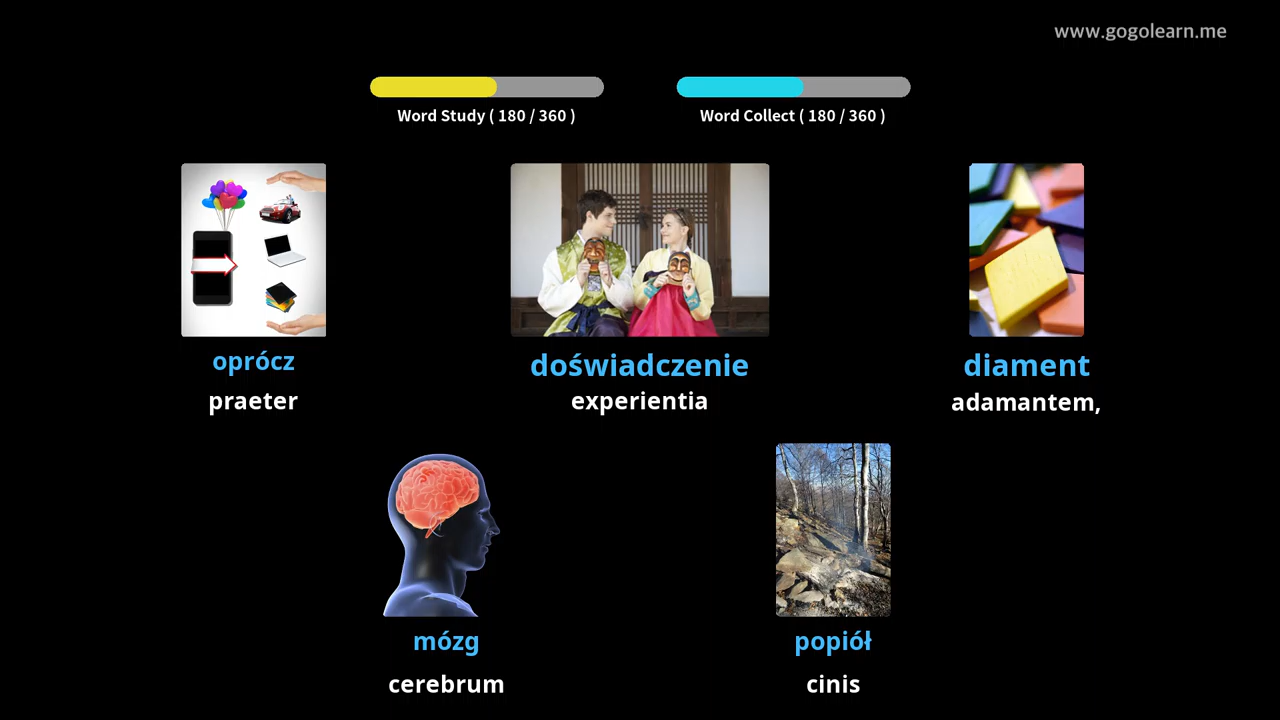 www.gogolearn.me
Word Study ( 180 / 360 )
Word Collect ( 180 / 360 )
oprócz
praeter
doświadczenie
experientia
diament
adamantem,
mózg
cerebrum
popiół
cinis